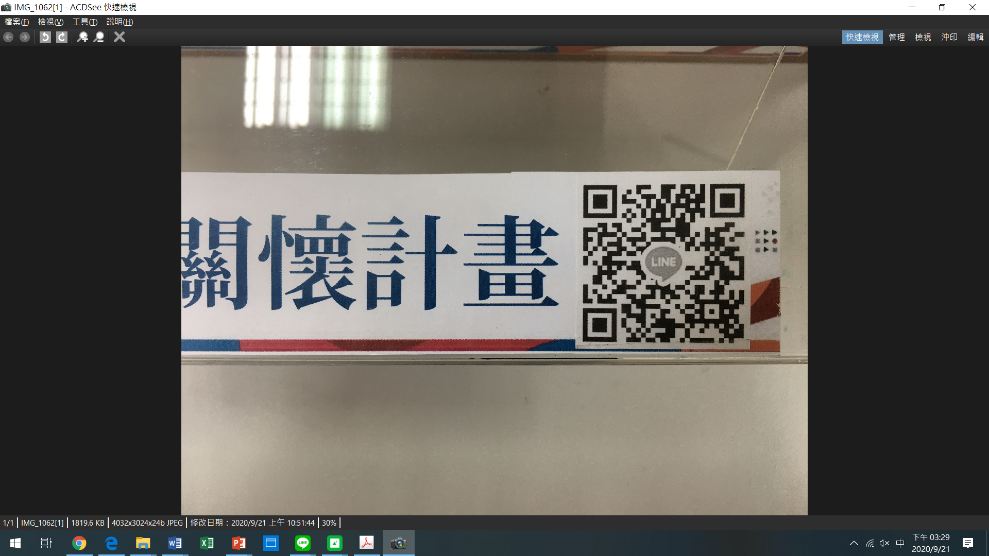 IMG_1062[1] - ACDSee 快速檢視
檔案(F) 檢視(V) 工具(T) 說明(H)
快速檢視 管理 檢視 沖印 編輯
關懷計畫
LINE
1/1 IMG_1062[1] 1819.6 KB 4032x3024x24b JPEG 修改日期：2020/9/21 上午 10:51:44 30%
中
下午 03:29
2020/9/21